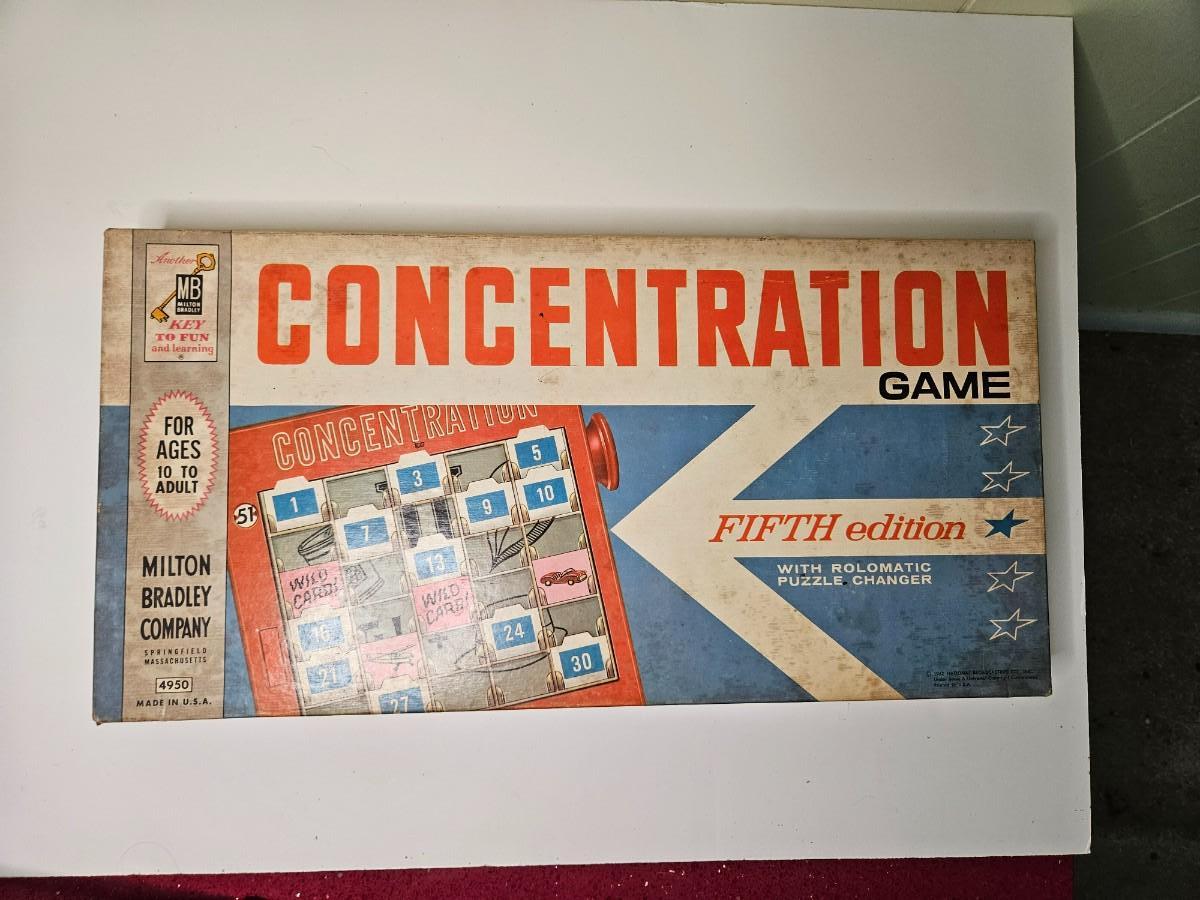 Another
MB
MILTON
BRADLEY
KEY
TO FUN
and learning
®
FOR
AGES
10 TO
ADULT
MILTON
BRADLEY
COMPANY
SPRINGFIELD
MASSACHUSETTS
4950
MADE IN U.S.A.
CONCENTRATION
GAME
CONCENTRATION
51
1
3
5
7
9
10
13
WILD
CARD!
WILD
CARD!
16
24
21
30
27
FIFTH edition
WITH ROLOMATIC
PUZZLE CHANGER